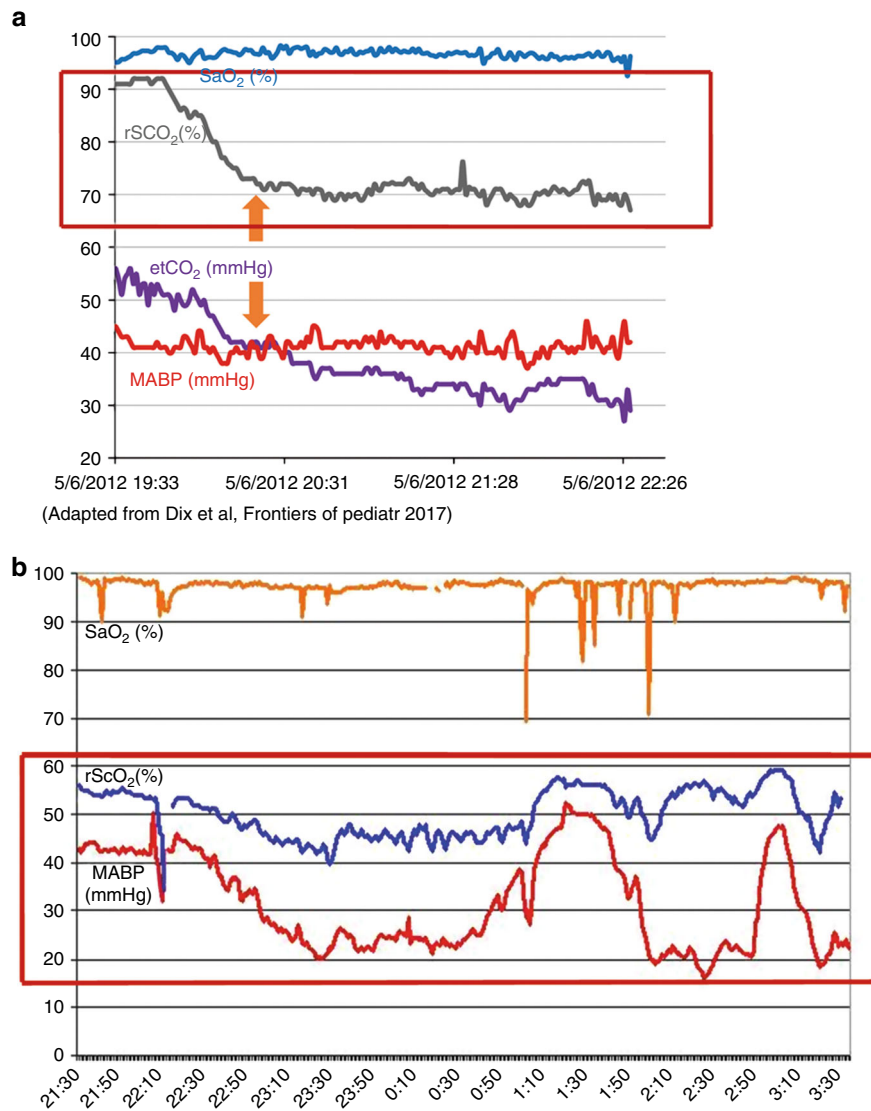 a
100
90
80
70
60
50
40
30
20
SaO2 (%)
rSCO2(%)
etCO2 (mmHg)
MABP (mmHg)
5/6/2012 19:33 5/6/2012 20:31 5/6/2012 21:28 5/6/2012 22:26
(Adapted from Dix et al, Frontiers of pediatr 2017)
b
100
90
80
70
60
50
40
30
20
10
0
SaO2 (%)
rScO2(%)
MABP
(mmHg)
21:30 21:50 22:10 22:30 22:50 23:10 23:30 23:50 0:10 0:30 0:50 1:10 1:30 1:50 2:10 2:30 2:50 3:10 3:30